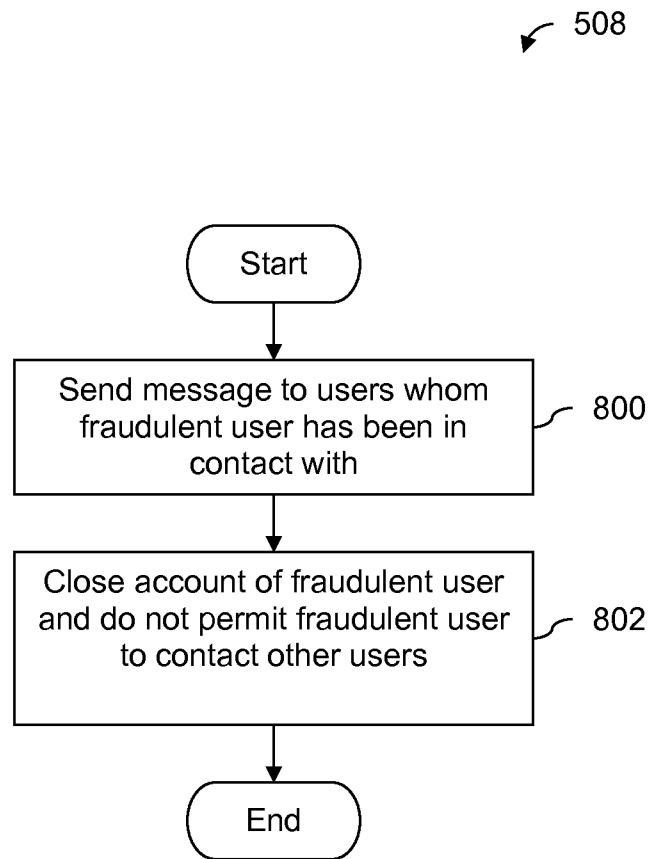 508
Start
Send message to users whom
fraudulent user has been in
contact with
800
Close account of fraudulent user
and do not permit fraudulent user
to contact other users
802
End